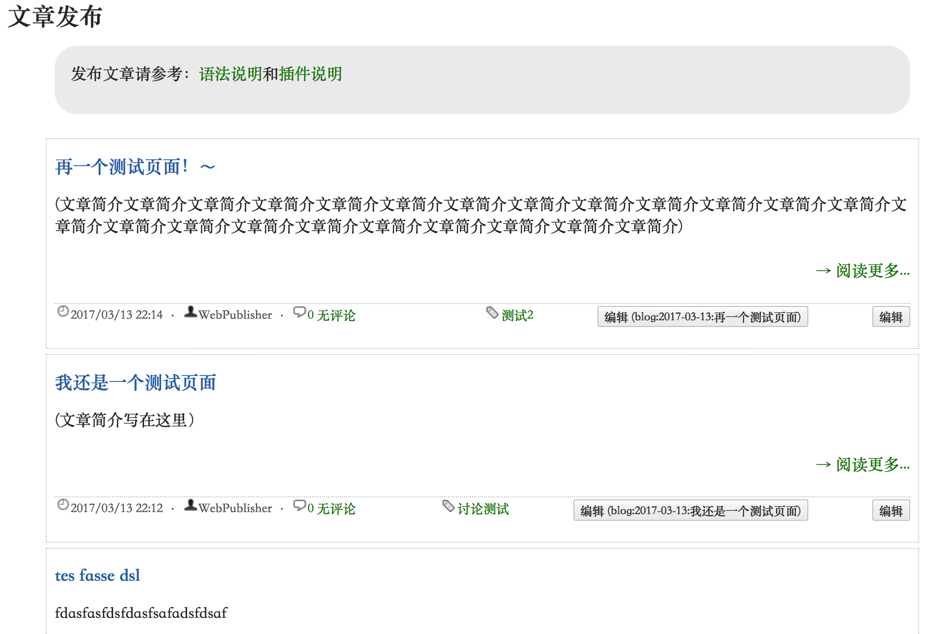 文章发布
发布文章请参考：语法说明和插件说明
再一个测试页面！～
(文章简介文章简介文章简介文章简介文章简介文章简介文章简介文章简介文章简介文章简介文章简介文章简介文章简介文
章简介文章简介文章简介文章简介文章简介文章简介文章简介文章简介文章简介文章简介)
→ 阅读更多...
2017/03/13 22:14 · WebPublisher · 0 无评论 测试2 编辑 (blog:2017-03-13:再一个测试页面) 编辑
我还是一个测试页面
(文章简介写在这里）
→ 阅读更多...
2017/03/13 22:12 · WebPublisher · 0 无评论 讨论测试 编辑 (blog:2017-03-13:我还是一个测试页面) 编辑
tes fasse dsl
fdasfasfdsfdasfsafadsfdsaf